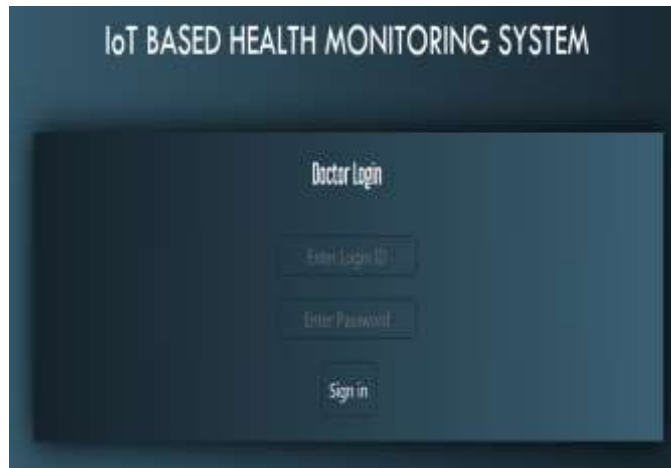 IoT BASED HEALTH MONITORING SYSTEM
Doctor Login
Enter Login ID
Enter Password
Sign in